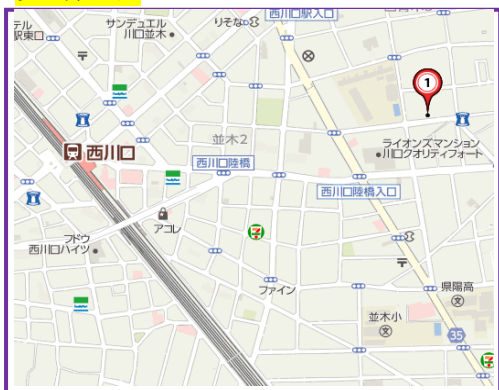 サンデュエル
川口並木
りそな
西川口駅入口
テル
駅東口
1
並木2
ライオンズマンション
川口クオリティフォート
西川口
西川口陸橋
西川口陸橋入口
アコレ
フドウ
西川口ハイツ
ファイン
県陽高
並木小
文
文
35